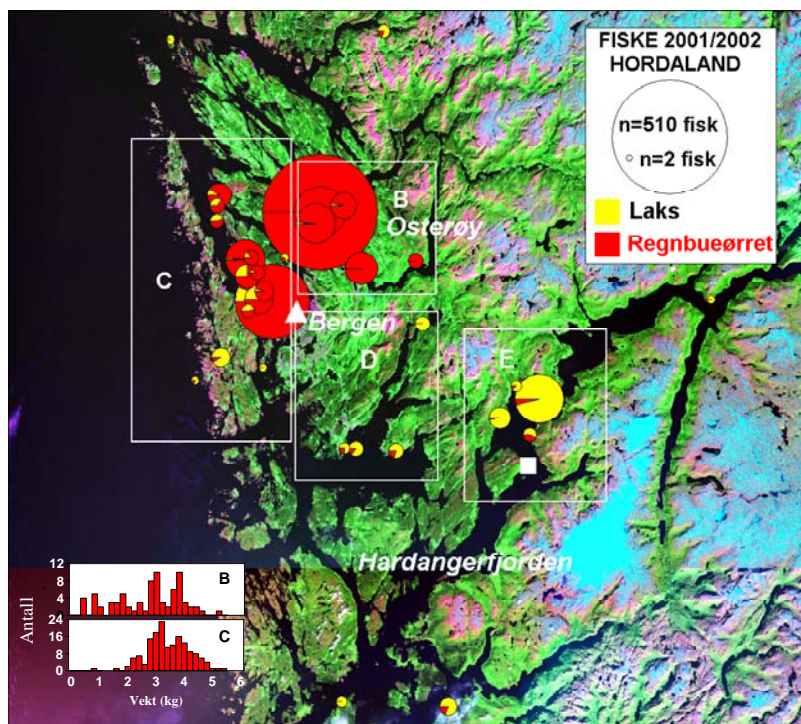 FISKE 2001/2002
HORDALAND
n=510 fisk
n=2 fisk
Laks
Regnbueørret
B
Osterøy
C
Bergen
D
E
Hardangerfjorden
12
8
4
0
B
Antall
24
16
8
0
C
0 1 2 3 4 5 6
Vekt (kg)